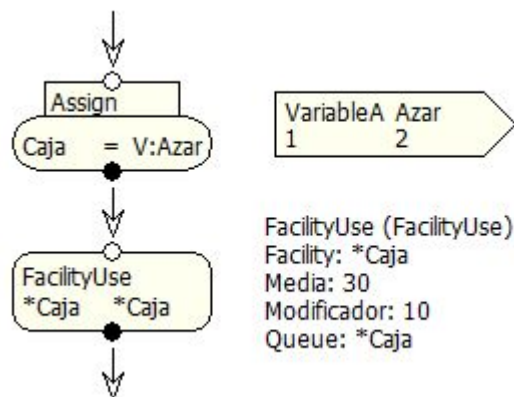 Assign
Caja = V:Azar
VariableA Azar
1 2
FacilityUse
*Caja *Caja
FacilityUse (FacilityUse)
Facility: *Caja
Media: 30
Modificador: 10
Queue: *Caja